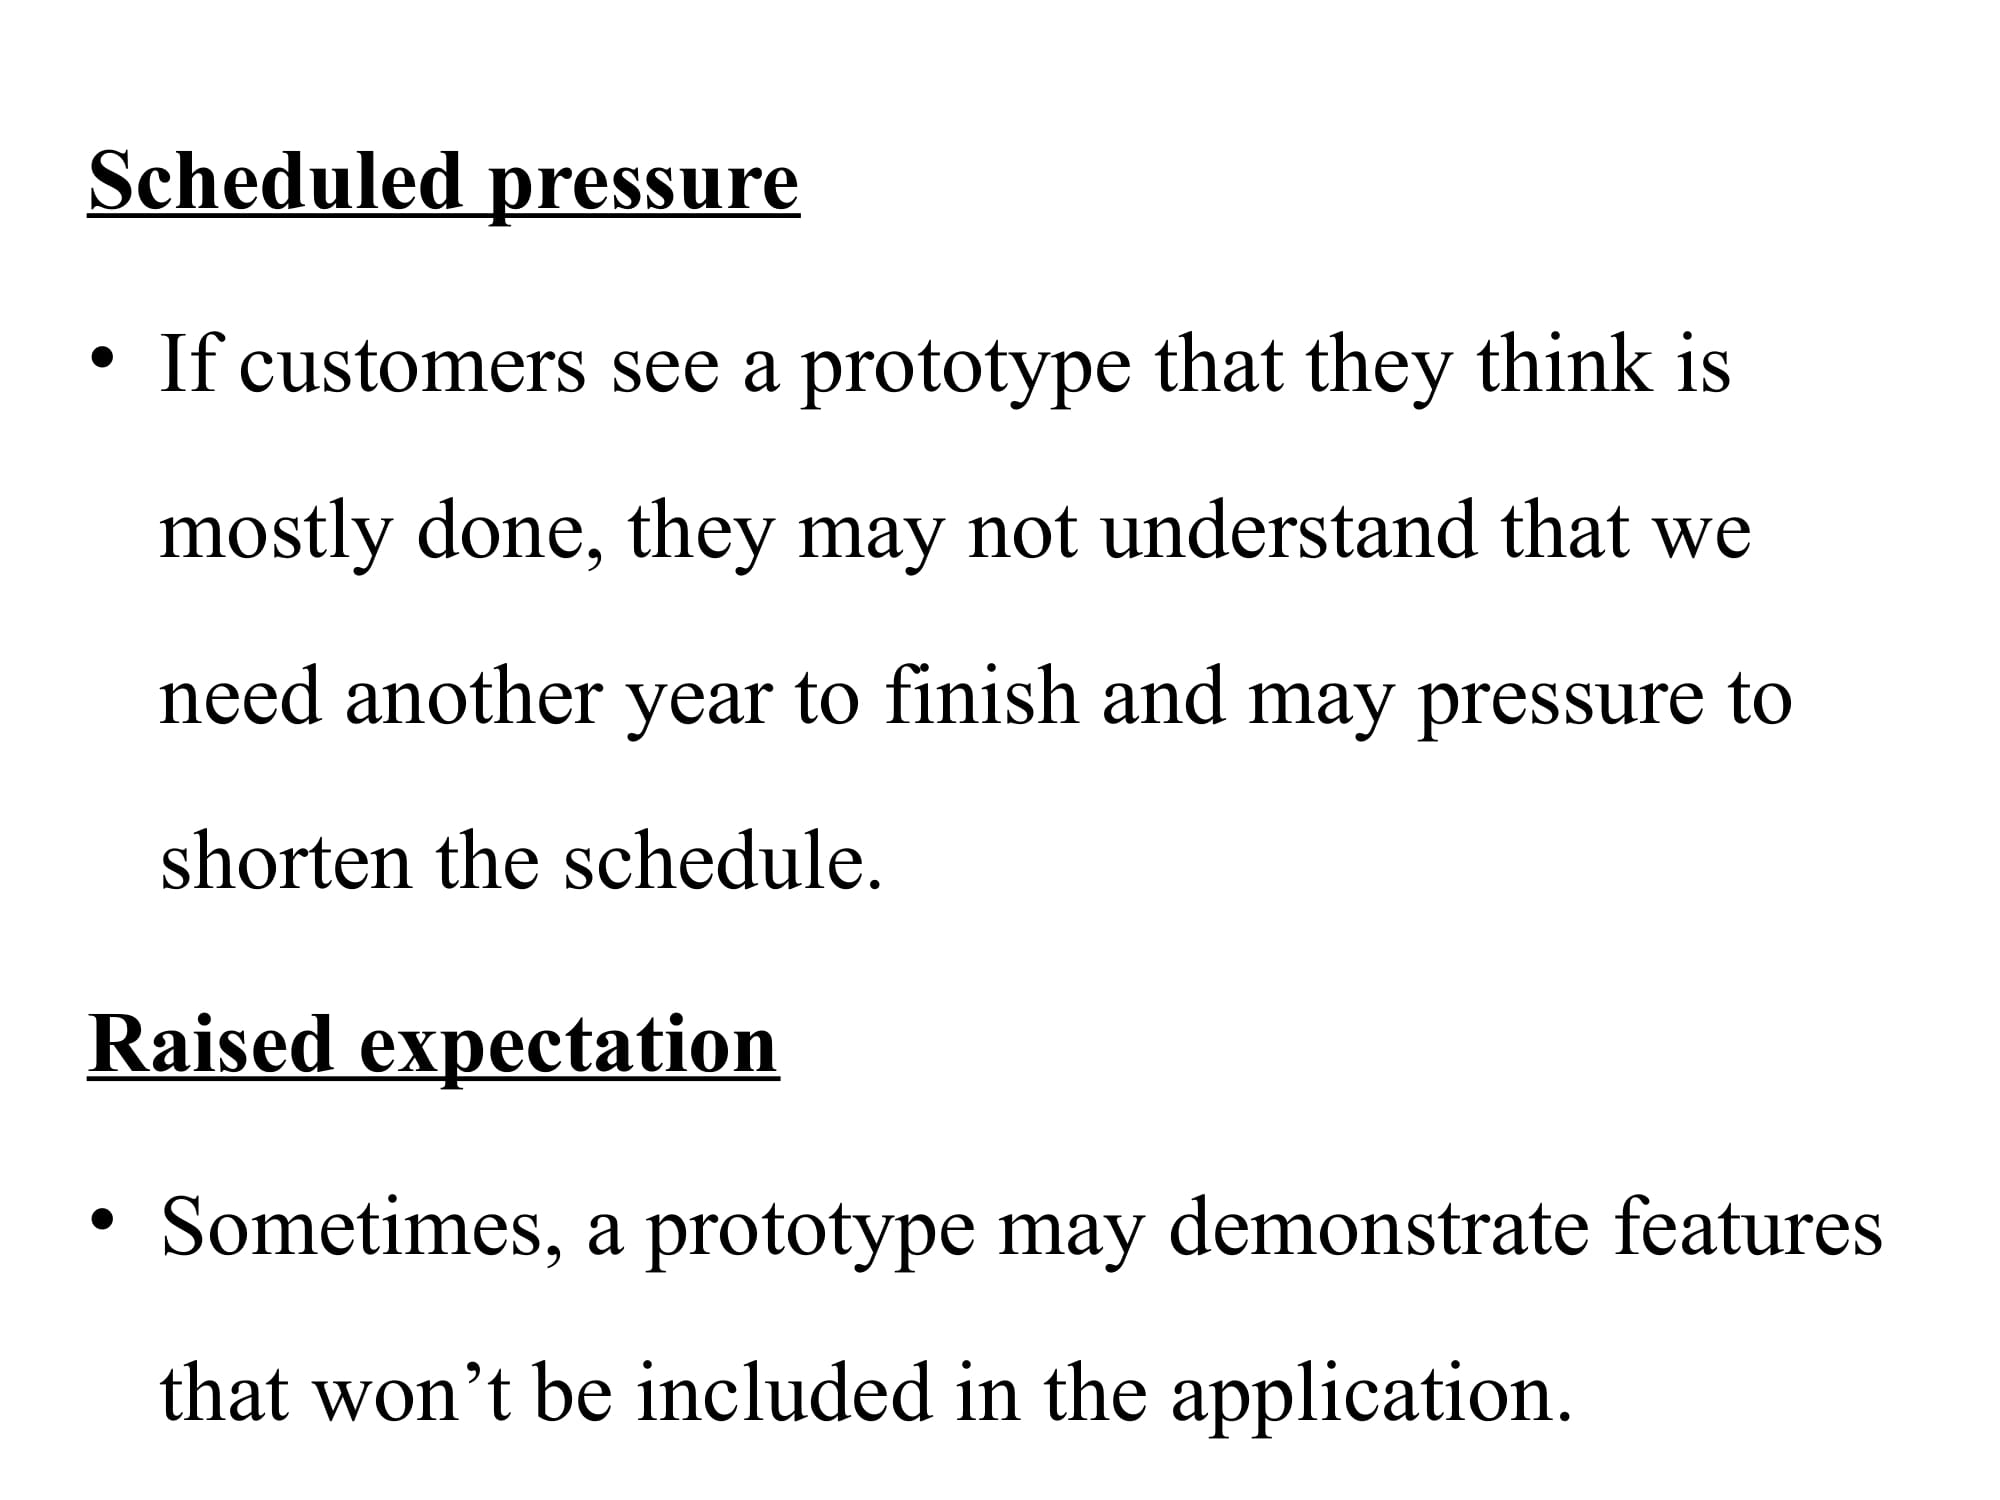 Scheduled pressure
• If customers see a prototype that they think is
mostly done, they may not understand that we
need another year to finish and may pressure to
shorten the schedule.
Raised expectation
• Sometimes, a prototype may demonstrate features
that won’t be included in the application.